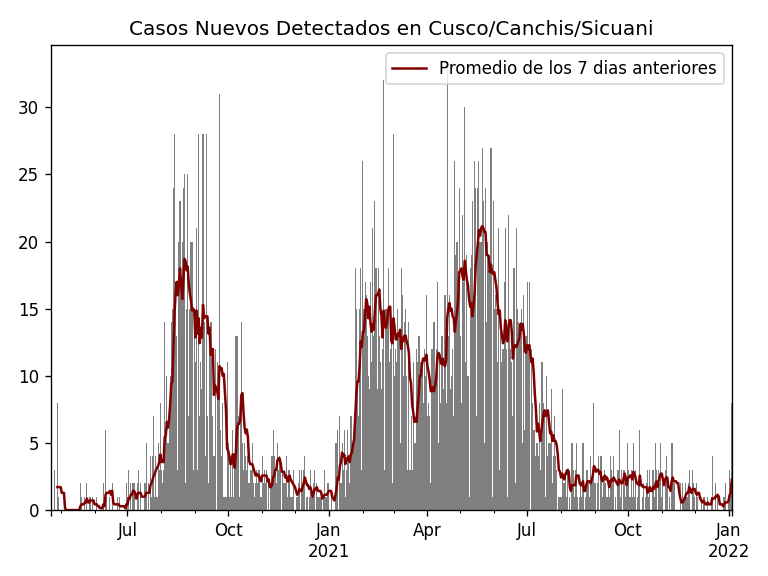 Casos Nuevos Detectados en Cusco/Canchis/Sicuani
Promedio de los 7 dias anteriores
30
25
20
15
10
5
0
Jul Oct Jan Apr Jul Oct Jan
2021 2022